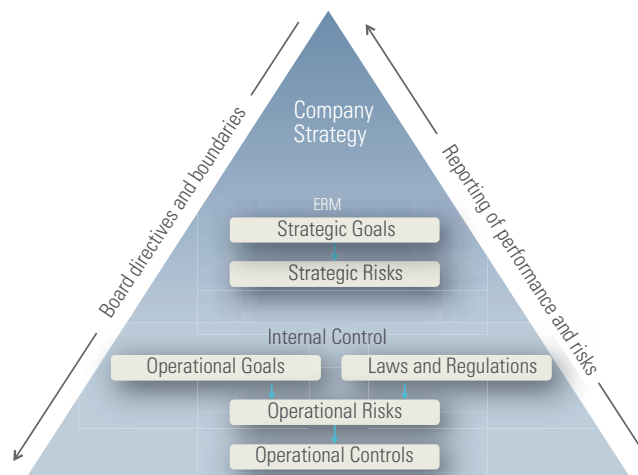 Company
Strategy
Board directives and boundaries
Reporting of performance and risks
ERM
Strategic Goals
Strategic Risks
Internal Control
Operational Goals
Laws and Regulations
Operational Risks
Operational Controls